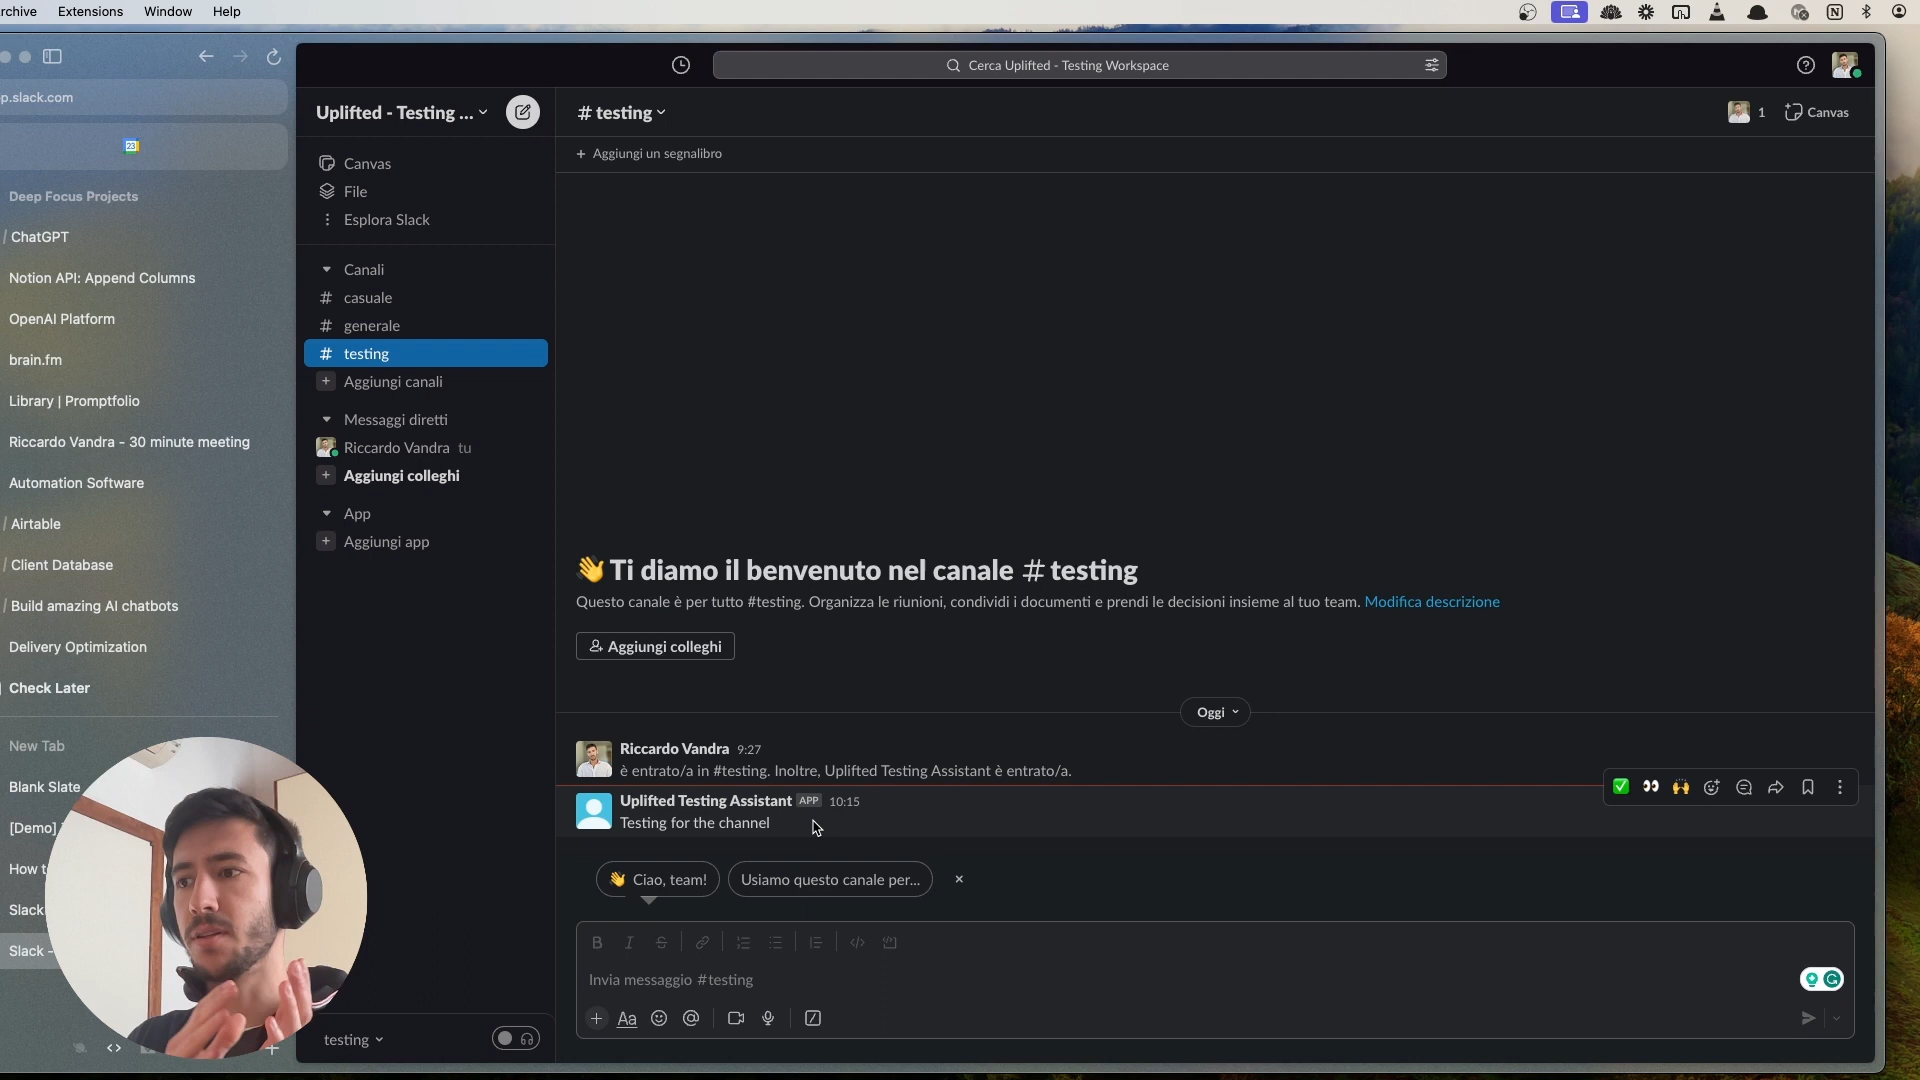 rchive Extensions Window Help
p.slack.com
23
Deep Focus Projects
/ ChatGPT
Notion API: Append Columns
OpenAI Platform
brain.fm
Library | Promptfolio
Riccardo Vandra - 30 minute meeting
Automation Software
/ Airtable
/ Client Database
/ Build amazing AI chatbots
Delivery Optimization
Check Later
New Tab
Blank Slate
[Demo]
How t
Slack
Slack -
Cerca Uplifted - Testing Workspace
Uplifted - Testing ...
Canvas
File
Esplora Slack
Canali
# casuale
# generale
# testing
+ Aggiungi canali
Messaggi diretti
Riccardo Vandra tu
+ Aggiungi colleghi
App
+ Aggiungi app
testing
# testing
1 Canvas
+ Aggiungi un segnalibro
👋 Ti diamo il benvenuto nel canale # testing
Questo canale è per tutto #testing. Organizza le riunioni, condividi i documenti e prendi le decisioni insieme al tuo team. Modifica descrizione
Aggiungi colleghi
Oggi
Riccardo Vandra 9:27
è entrato/a in #testing. Inoltre, Uplifted Testing Assistant è entrato/a.
Uplifted Testing Assistant APP 10:15
Testing for the channel
👋 Ciao, team! Usiamo questo canale per... ×
B I S
Invia messaggio #testing
+ Aa @